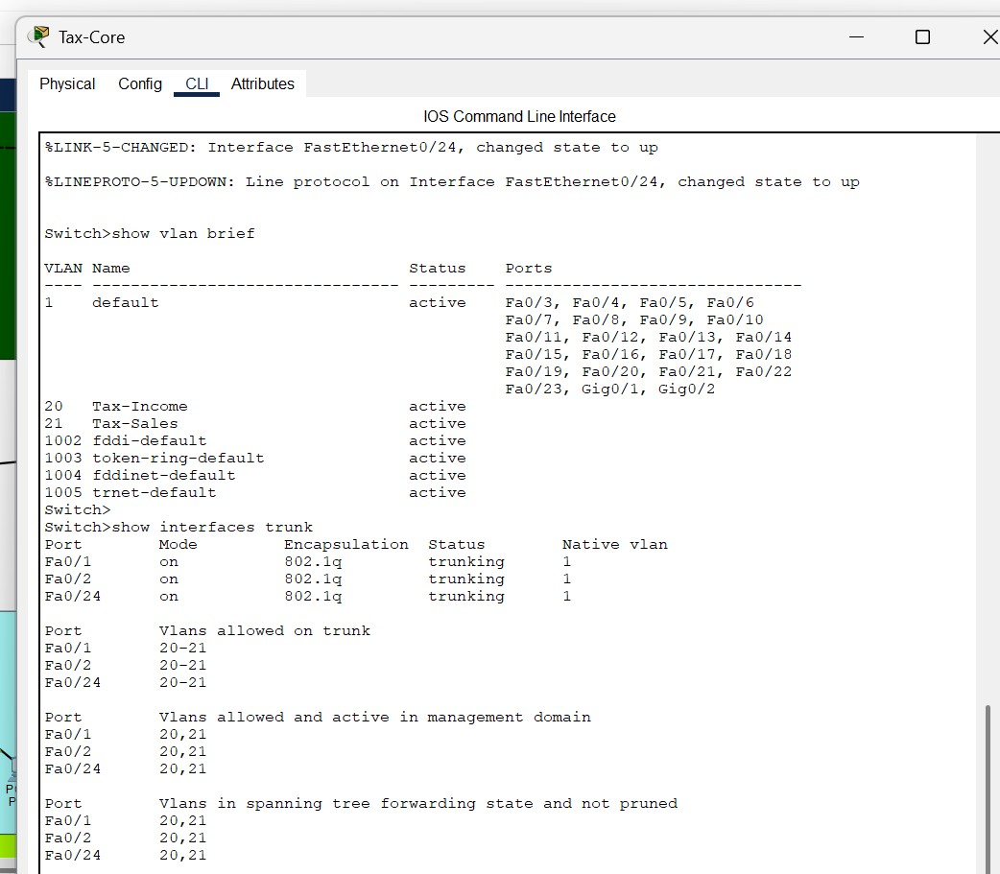 Tax-Core
Physical Config CLI Attributes
IOS Command Line Interface
%LINK-5-CHANGED: Interface FastEthernet0/24, changed state to up
%LINEPROTO-5-UPDOWN: Line protocol on Interface FastEthernet0/24, changed state to up
Switch>show vlan brief
VLAN Name Status Ports
---- -------------------------------- --------- -------------------------------
1 default active Fa0/3, Fa0/4, Fa0/5, Fa0/6
Fa0/7, Fa0/8, Fa0/9, Fa0/10
Fa0/11, Fa0/12, Fa0/13, Fa0/14
Fa0/15, Fa0/16, Fa0/17, Fa0/18
Fa0/19, Fa0/20, Fa0/21, Fa0/22
Fa0/23, Gig0/1, Gig0/2
20 Tax-Income active
21 Tax-Sales active
1002 fddi-default active
1003 token-ring-default active
1004 fddinet-default active
1005 trnet-default active
Switch>
Switch>show interfaces trunk
Port Mode Encapsulation Status Native vlan
Fa0/1 on 802.1q trunking 1
Fa0/2 on 802.1q trunking 1
Fa0/24 on 802.1q trunking 1
Port Vlans allowed on trunk
Fa0/1 20-21
Fa0/2 20-21
Fa0/24 20-21
Port Vlans allowed and active in management domain
Fa0/1 20,21
Fa0/2 20,21
Fa0/24 20,21
Port Vlans in spanning tree forwarding state and not pruned
Fa0/1 20,21
Fa0/2 20,21
Fa0/24 20,21